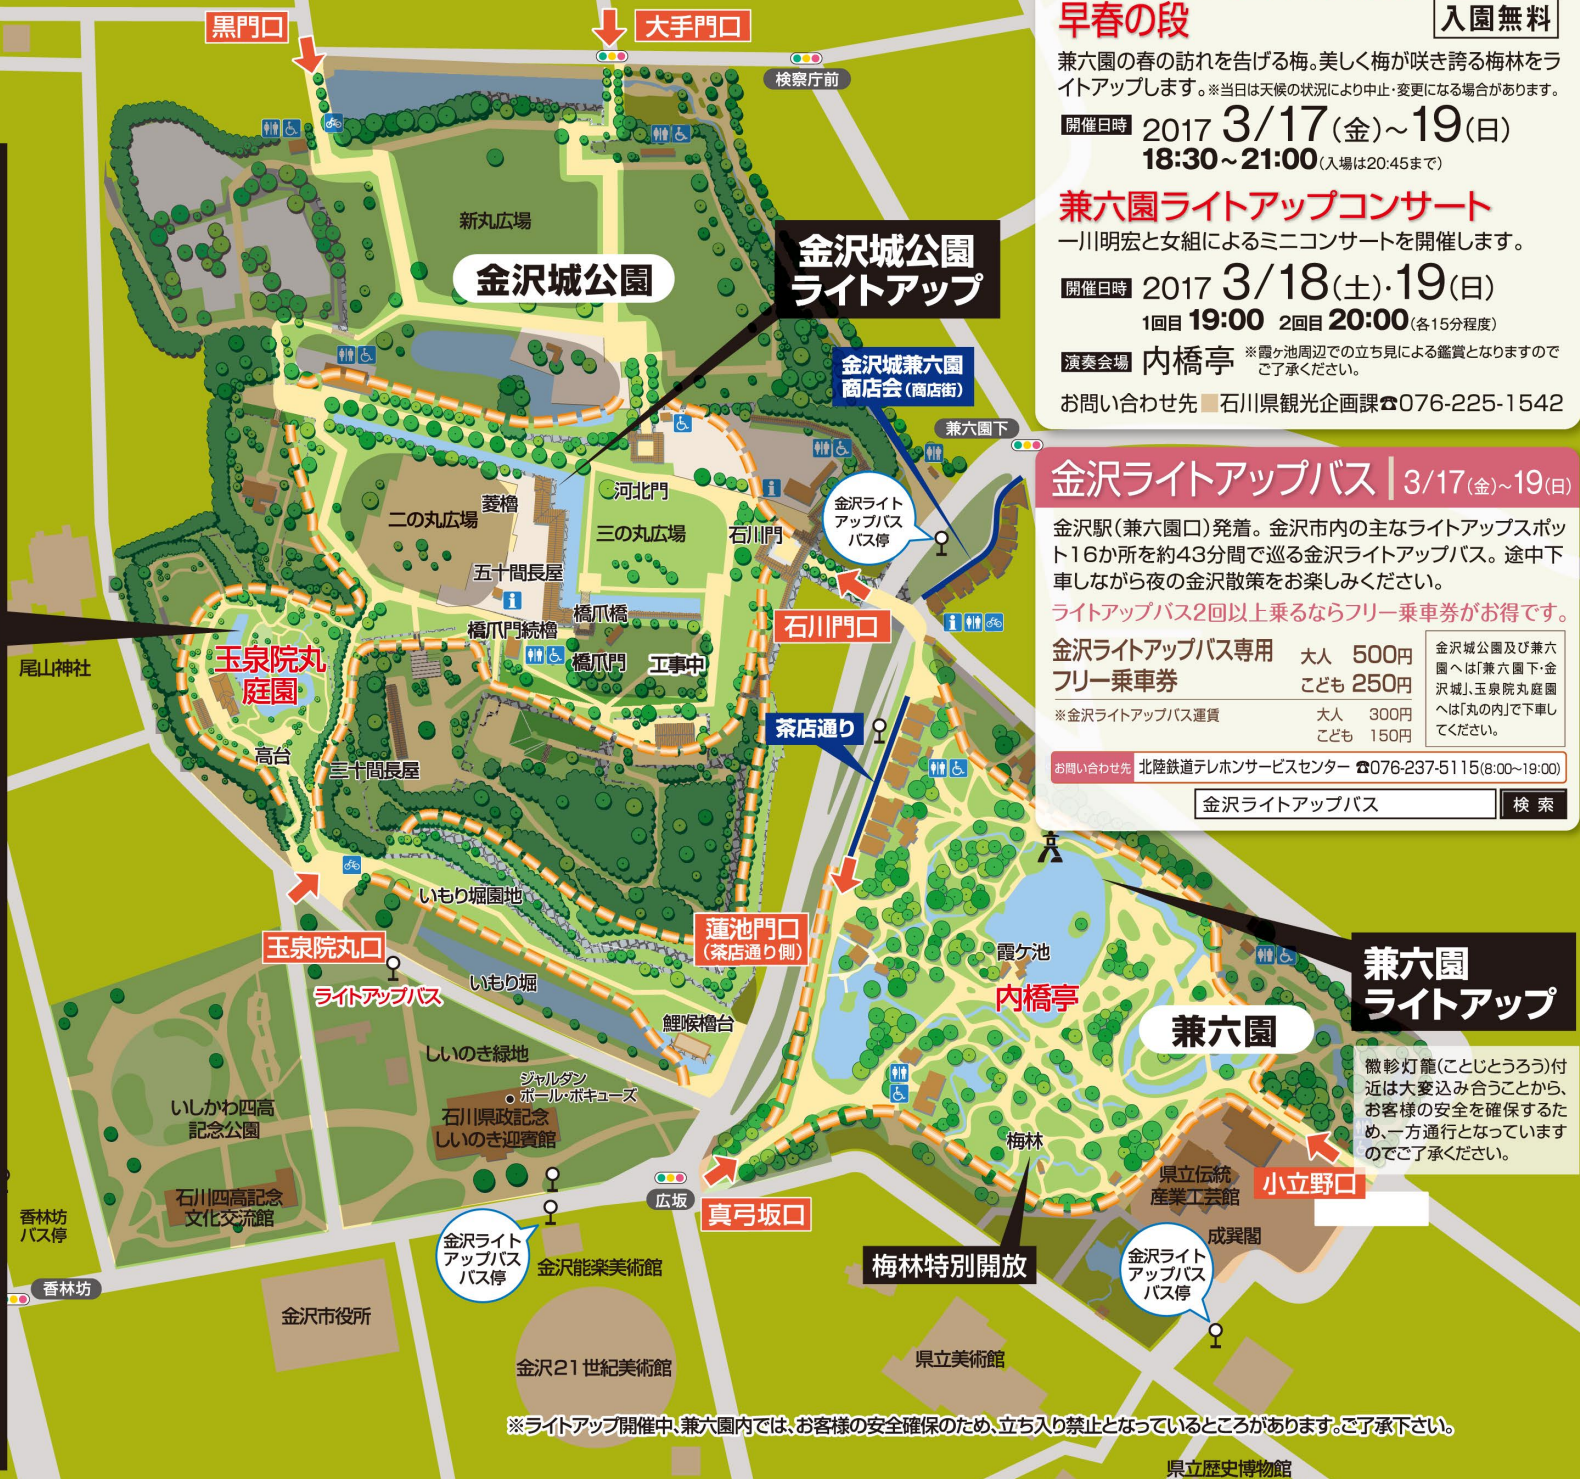 黒門口
大手門口
検察庁前
新丸広場
金沢城公園
金沢城公園
ライトアップ
金沢城兼六園
商店会(商店街)
兼六園下
菱櫓
河北門
二の丸広場
三の丸広場
石川門
金沢ライト
アップバス
バス停
五十間長屋
橋爪橋
橋爪門続櫓
橋爪門
工事中
石川門口
尾山神社
玉泉院丸
庭園
高台
三十間長屋
茶店通り
いもり堀園地
玉泉院丸口
ライトアップバス
いもり堀
蓮池門口
(茶店通り側)
鯉喉櫓台
霞ケ池
内橋亭
兼六園
兼六園
ライトアップ
徽軫灯籠(ことじとうろう)付
近は大変込み合うことから、
お客様の安全を確保するた
め、一方通行となっています
のでご了承ください。
しいのき緑地
ジャルダン
ポール・ボキューズ
石川県政記念
しいのき迎賓館
いしかわ四高
記念公園
石川四高記念
文化交流館
梅林
県立伝統
産業工芸館
小立野口
成巽閣
広坂
真弓坂口
梅林特別開放
金沢ライト
アップバス
バス停
金沢ライト
アップバス
バス停
香林坊
バス停
香林坊
金沢能楽美術館
金沢市役所
金沢21世紀美術館
県立美術館
※ライトアップ開催中、兼六園内では、お客様の安全確保のため、立ち入り禁止となっているところがあります。ご了承下さい。
県立歴史博物館
早春の段
入園無料
兼六園の春の訪れを告げる梅。美しく梅が咲き誇る梅林をラ
イトアップします。※当日は天候の状況により中止・変更になる場合があります。
開催日時 2017 3/17(金)~19(日)
18:30~21:00(入場は20:45まで)
兼六園ライトアップコンサート
一川明宏と女組によるミニコンサートを開催します。
開催日時 2017 3/18(土)・19(日)
1回目 19:00 2回目 20:00(各15分程度)
演奏会場 内橋亭 ※霞ヶ池周辺での立ち見による鑑賞となりますので
ご了承ください。
お問い合わせ先 ■石川県観光企画課☎076-225-1542
金沢ライトアップバス | 3/17(金)~19(日)
金沢駅(兼六園口)発着。金沢市内の主なライトアップスポッ
ト16か所を約43分間で巡る金沢ライトアップバス。途中下
車しながら夜の金沢散策をお楽しみください。
ライトアップバス2回以上乗るならフリー乗車券がお得です。
金沢ライトアップバス専用 大人 500円
フリー乗車券 こども 250円
※金沢ライトアップバス運賃 大人 300円
こども 150円
金沢城公園及び兼六
園へは「兼六園下・金
沢城」、玉泉院丸庭園
へは「丸の内」で下車し
てください。
お問い合わせ先 北陸鉄道テレホンサービスセンター ☎076-237-5115(8:00~19:00)
金沢ライトアップバス 検索